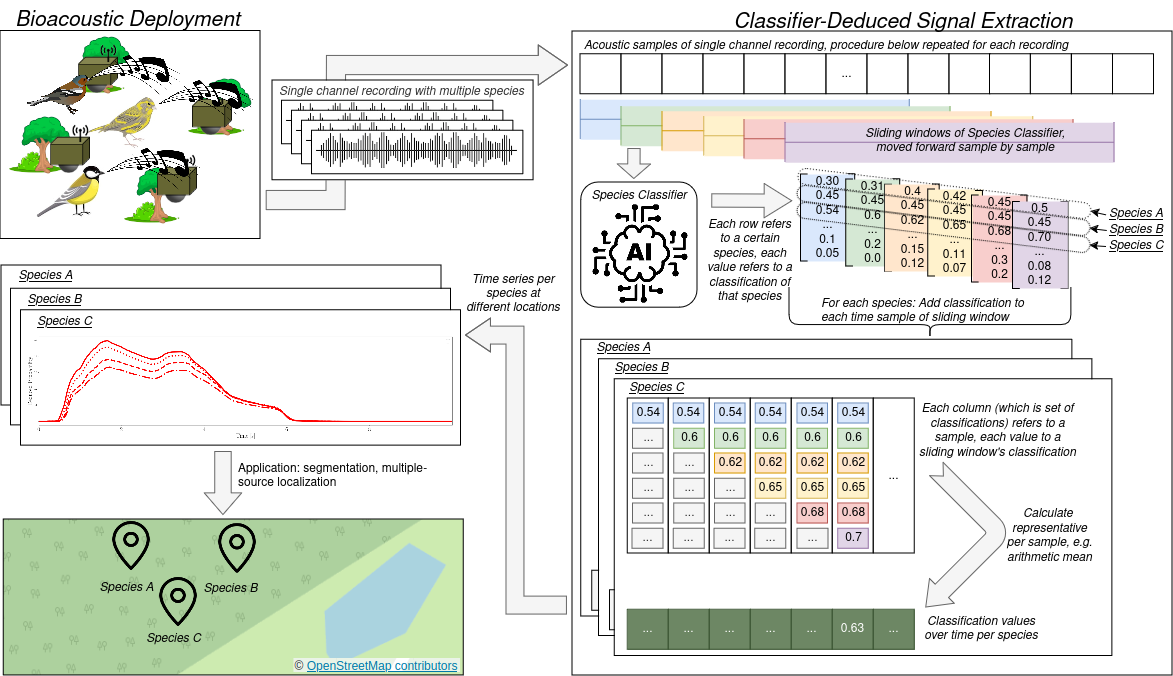 Bioacoustic Deployment
Single channel recording with multiple species
Classifier-Deduced Signal Extraction
Acoustic samples of single channel recording, procedure below repeated for each recording
...
Sliding windows of Species Classifier,
moved forward sample by sample
Species Classifier
AI
Each row refers
to a certain
species, each
value refers to a
classification of
that species
0.30
0.45
0.54
...
0.1
0.05
0.31
0.45
0.6
...
0.2
0.0
0.4
0.45
0.62
...
0.15
0.12
0.42
0.45
0.65
...
0.11
0.07
0.45
0.45
0.68
...
0.3
0.2
0.5
0.45
0.70
...
0.08
0.12
Species A
Species B
Species C
For each species: Add classification to
each time sample of sliding window
Species A
Species B
Species C
0.54 0.54 0.54 0.54 0.54 0.54
... 0.6 0.6 0.6 0.6 0.6
... ... 0.62 0.62 0.62 0.62
... ... ... 0.65 0.65 0.65
...
... ... ... ... 0.68 0.68
... ... ... ... ... 0.7
Each column (which is set of
classifications) refers to a
sample, each value to a
sliding window's classification
Calculate
representative
per sample, e.g.
arithmetic mean
... ... ... ... ... 0.63 ...
Classification values
over time per species
Time series per
species at
different locations
Species A
Species B
Species C
Application: segmentation, multiple-
source localization
Species A
Species B
Species C
© OpenStreetMap contributors